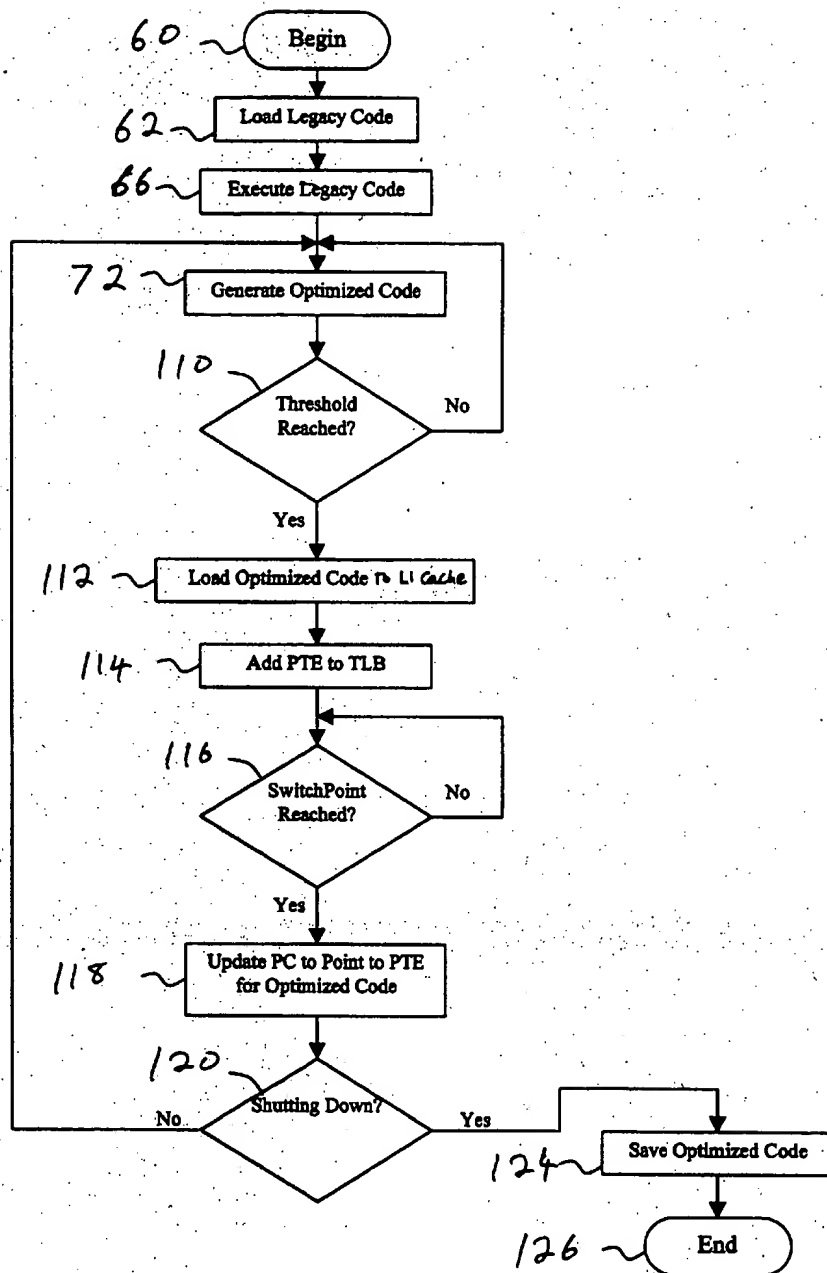 60
Begin
62
Load Legacy Code
66
Execute Legacy Code
72
Generate Optimized Code
110
Threshold
Reached?
No
Yes
112
Load Optimized Code to L1 Cache
114
Add PTE to TLB
116
SwitchPoint
Reached?
No
Yes
118
Update PC to Point to PTE
for Optimized Code
120
Shutting Down?
No
Yes
124
Save Optimized Code
126
End